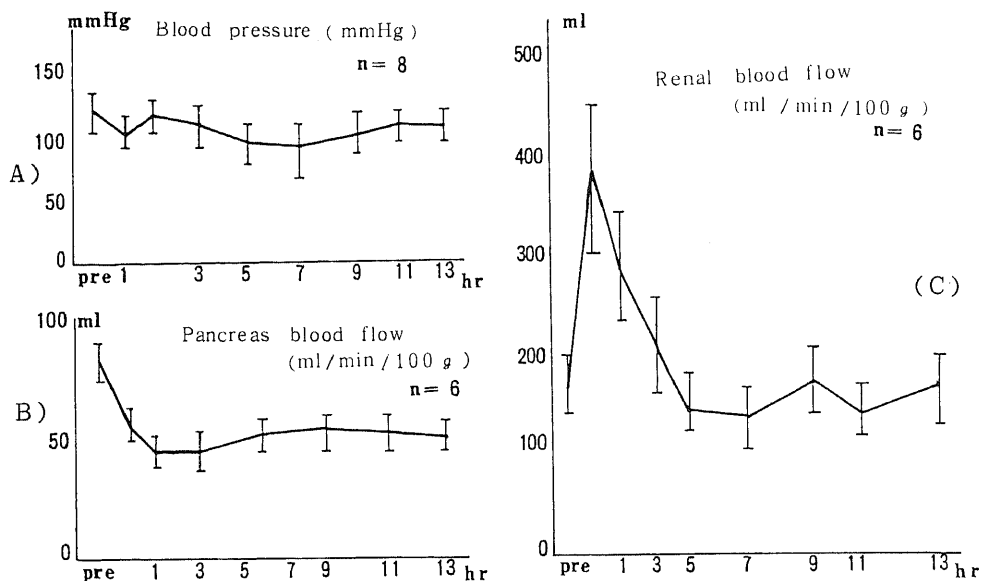 mmHg
Blood pressure (mmHg)
n= 8
150
100
50
0
A)
pre 1 3 5 7 9 11 13 hr
100 ml
Pancreas blood flow
(ml/min/100 g)
n= 6
B)
50
0
pre 1 3 5 7 9 11 13 hr
ml
500
Renal blood flow
(ml/min/100 g)
n= 6
400
300
(C)
200
100
0
pre 1 3 5 7 9 11 13 hr